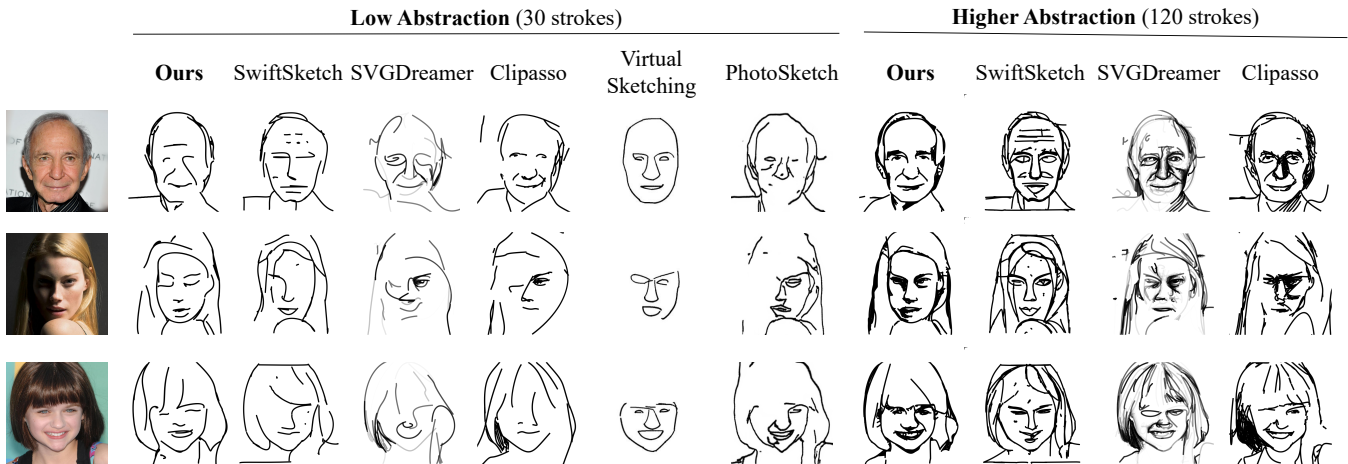 Low Abstraction (30 strokes)
Higher Abstraction (120 strokes)
Ours
SwiftSketch
SVGDreamer
Clipasso
Virtual
Sketching
PhotoSketch
Ours
SwiftSketch
SVGDreamer
Clipasso